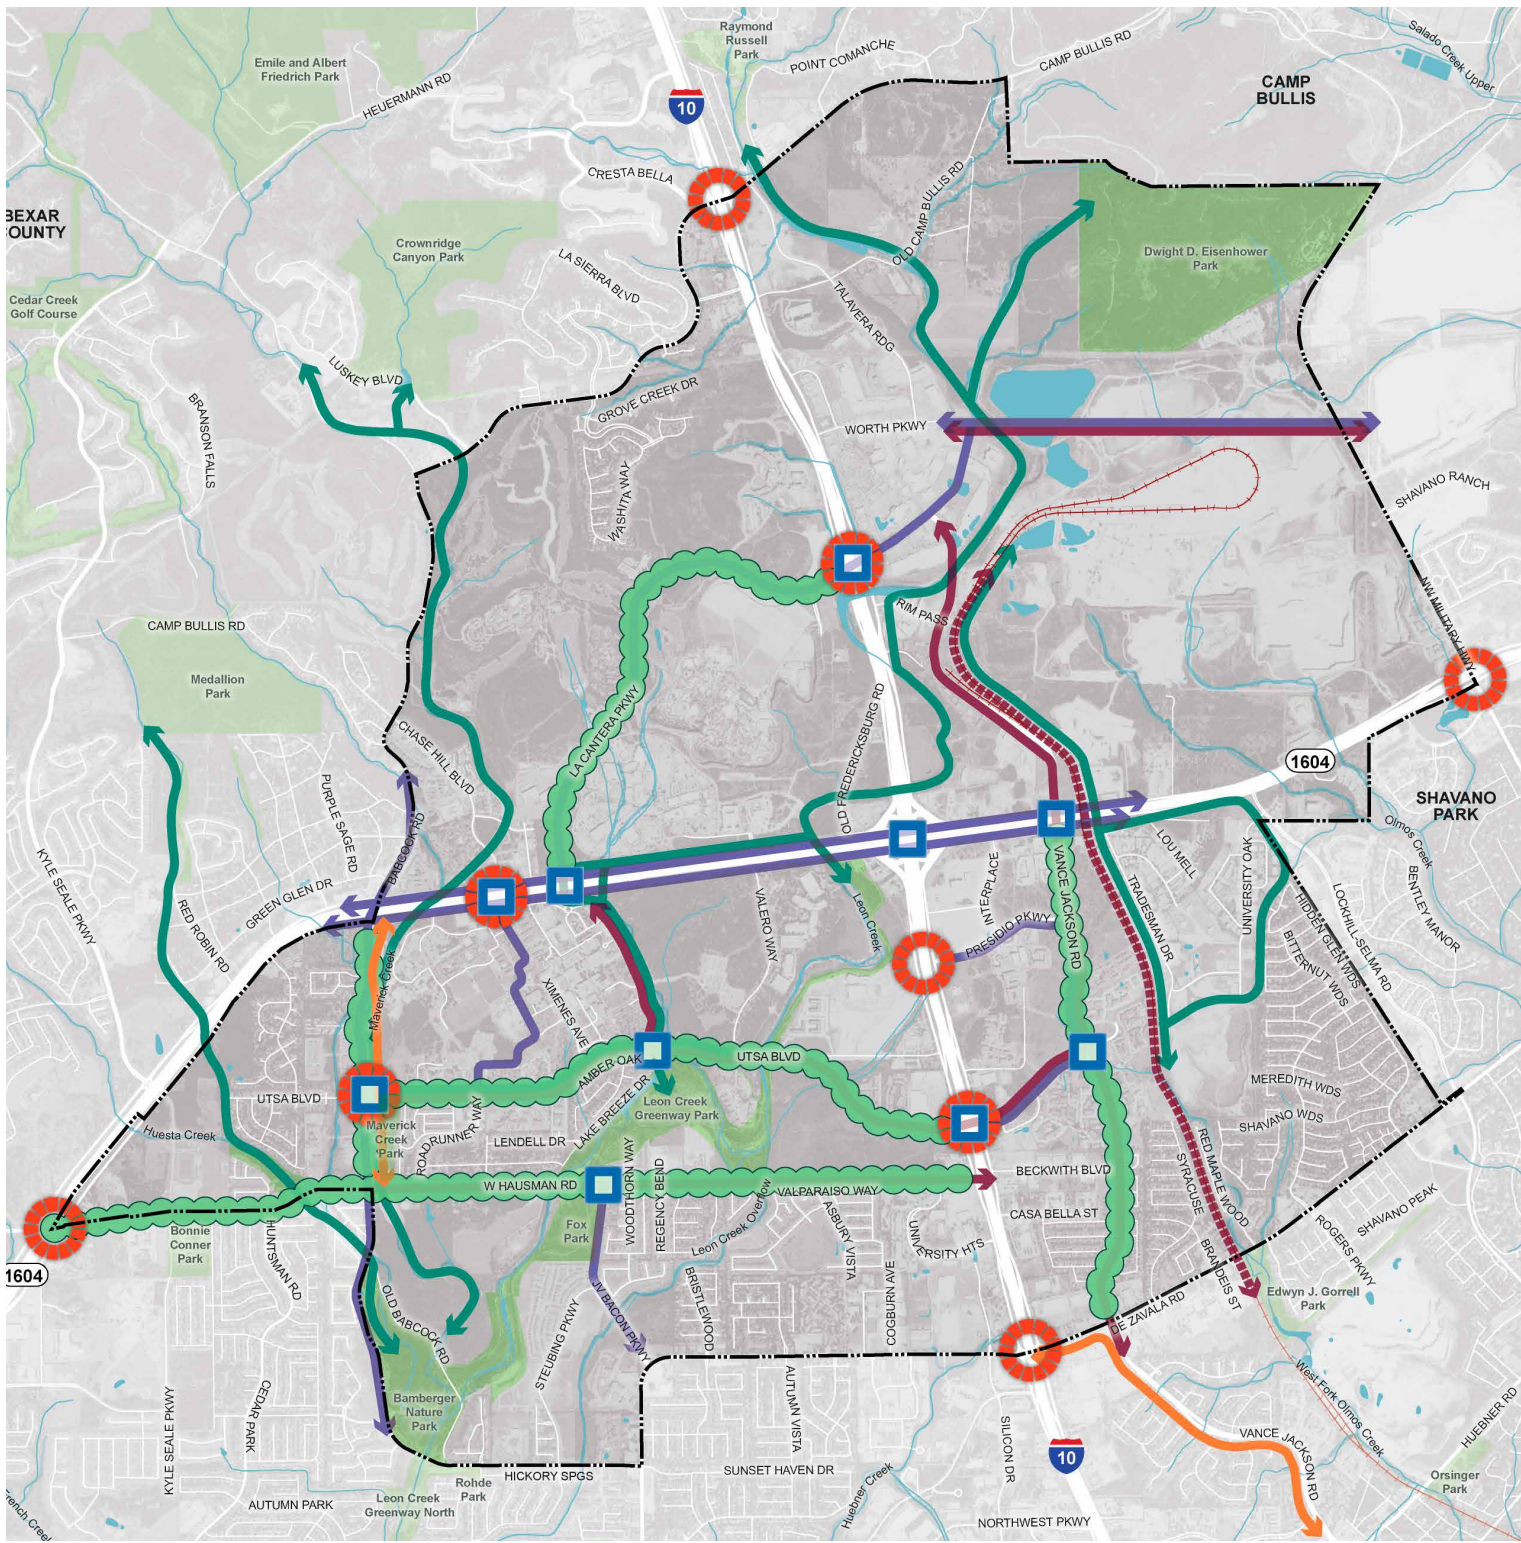 Raymond
Russell
Park
POINT COMANCHE
CAMP BULLIS RD
Salado Creek Upper
Emile and Albert
Friedrich Park
HEUERMANN RD
10
CAMP
BULLIS
CRESTA BELLA
OLD CAMP BULLIS RD
BEXAR
COUNTY
Crownridge
Canyon Park
LA SIERRA BLVD
Dwight D. Eisenhower
Park
Cedar Creek
Golf Course
TALAVERA RDG
LUSKEY BLVD
GROVE CREEK DR
BRANSON FALLS
WORTH PKWY
WASHITA WAY
SHAVANO RANCH
NW MILITARY HWY
RIM PASS
CAMP BULLIS RD
Medallion
Park
LA CANTERA PKWY
OLD FREDERICKSBURG RD
CHASE HILL BLVD
1604
PURPLE SAGE RD
BABCOCK RD
SHAVANO
PARK
Olmos Creek
KYLE SEALE PKWY
GREEN GLEN DR
RED ROBIN RD
LOU MELL
UNIVERSITY OAK
VANCE JACKSON RD
TRADESMAN DR
VALERO WAY
Leon Creek
PRESIDIO PKWY
HIDDEN GLEN WDS
LOCKHILL-SELMA RD
BENTLEY MANOR
BITTERNUT WDS
Maverick Creek
XIMENES AVE
AMBER OAK
UTSA BLVD
UTSA BLVD
LAKE BREEZE DR
Leon Creek
Greenway Park
MEREDITH WDS
SHAVANO WDS
Huesta Creek
Maverick
Creek
Park
ROADRUNNER WAY
LENDELL DR
WOODTHORN WAY
REGENCY BEND
BECKWITH BLVD
RED MAPLE WOOD
SYRACUSE
W HAUSMAN RD
VALPARAISO WAY
CASA BELLA ST
SHAVANO PEAK
ROGERS PKWY
Bonnie
Conner
Park
HUNTSMAN RD
Fox
Park
Leon Creek Overflow
ASBURY VISTA
UNIVERSITY HTS
BRANDEIS ST
1604
OLD BABCOCK RD
JV BACON PKWY
BRISTLEWOOD
COGBURN AVE
DE ZAVALA RD
Edwyn J. Gorrell
Park
STEUBING PKWY
KYLE SEALE PKWY
CEDAR PARK
Bamberger
Nature
Park
AUTUMN VISTA
SILICON DR
West Fork Olmos Creek
VANCE JACKSON RD
HUEBNER RD
10
HICKORY SPGS
SUNSET HAVEN DR
Huebner Creek
Rohde
Park
Orsinger
Park
AUTUMN PARK
Leon Creek
Greenway North
French Creek
NORTHWEST PKWY